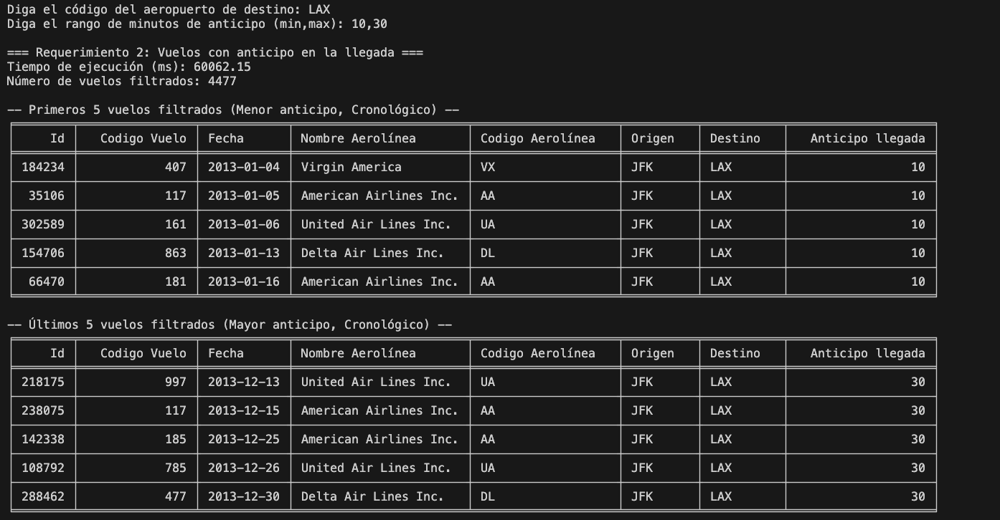 Diga el código del aeropuerto de destino: LAX
Diga el rango de minutos de anticipo (min,max): 10,30
=== Requerimiento 2: Vuelos con anticipo en la llegada ===
Tiempo de ejecución (ms): 60062.15
Número de vuelos filtrados: 4477
-- Primeros 5 vuelos filtrados (Menor anticipo, Cronológico) --
Id Codigo Vuelo Fecha Nombre Aerolínea Codigo Aerolínea Origen Destino Anticipo llegada
184234 407 2013-01-04 Virgin America VX JFK LAX 10
35106 117 2013-01-05 American Airlines Inc. AA JFK LAX 10
302589 161 2013-01-06 United Air Lines Inc. UA JFK LAX 10
154706 863 2013-01-13 Delta Air Lines Inc. DL JFK LAX 10
66470 181 2013-01-16 American Airlines Inc. AA JFK LAX 10
-- Últimos 5 vuelos filtrados (Mayor anticipo, Cronológico) --
Id Codigo Vuelo Fecha Nombre Aerolínea Codigo Aerolínea Origen Destino Anticipo llegada
218175 997 2013-12-13 United Air Lines Inc. UA JFK LAX 30
238075 117 2013-12-15 American Airlines Inc. AA JFK LAX 30
142338 185 2013-12-25 American Airlines Inc. AA JFK LAX 30
108792 785 2013-12-26 United Air Lines Inc. UA JFK LAX 30
288462 477 2013-12-30 Delta Air Lines Inc. DL JFK LAX 30